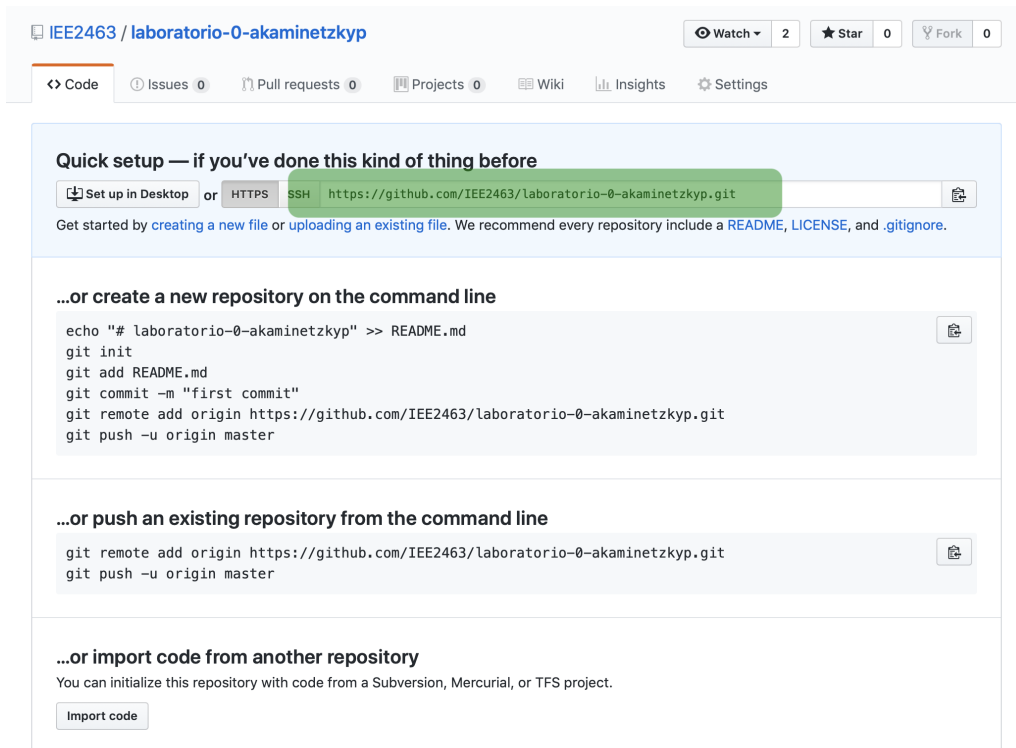 IEE2463 / laboratorio-0-akaminetzkyp Watch 2 Star 0 Fork 0
Code Issues 0 Pull requests 0 Projects 0 Wiki Insights Settings
Quick setup — if you’ve done this kind of thing before
Set up in Desktop or HTTPS SSH https://github.com/IEE2463/laboratorio-0-akaminetzkyp.git
Get started by creating a new file or uploading an existing file. We recommend every repository include a README, LICENSE, and .gitignore.
…or create a new repository on the command line
echo "# laboratorio-0-akaminetzkyp" >> README.md
git init
git add README.md
git commit -m "first commit"
git remote add origin https://github.com/IEE2463/laboratorio-0-akaminetzkyp.git
git push -u origin master
…or push an existing repository from the command line
git remote add origin https://github.com/IEE2463/laboratorio-0-akaminetzkyp.git
git push -u origin master
…or import code from another repository
You can initialize this repository with code from a Subversion, Mercurial, or TFS project.
Import code